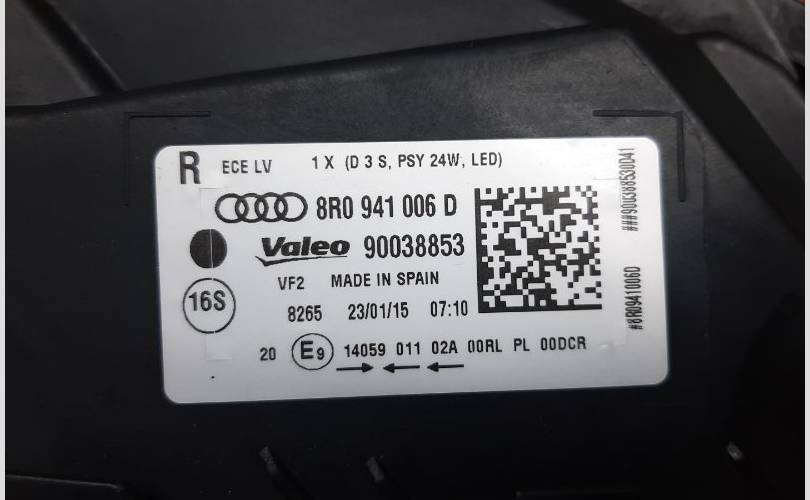 R ECE LV 1 X (D 3 S, PSY 24W, LED)
8R0 941 006 D
Valeo 90038853
VF2 MADE IN SPAIN
16S
8265 23/01/15 07:10
20 E9 14059 011 02A 00RL PL 00DCR
#8R0941006D ###90038853DD41